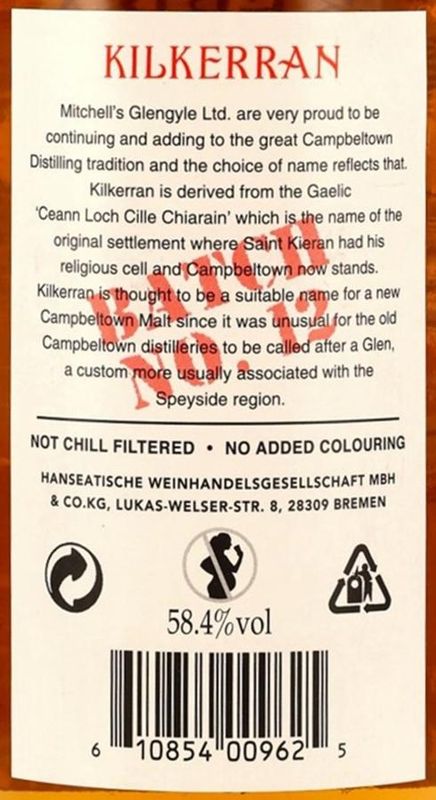 KILKERRAN
Mitchell's Glengyle Ltd. are very proud to be
continuing and adding to the great Campbeltown
Distilling tradition and the choice of name reflects that.
Kilkerran is derived from the Gaelic
'Ceann Loch Cille Chiarain' which is the name of the
original settlement where Saint Kieran had his
religious cell and Campbeltown now stands.
Kilkerran is thought to be a suitable name for a new
Campbeltown Malt since it was unusual for the old
Campbeltown distilleries to be called after a Glen,
a custom more usually associated with the
Speyside region.
BATCH
NO. 12
NOT CHILL FILTERED • NO ADDED COLOURING
HANSEATISCHE WEINHANDELSGESELLSCHAFT MBH
& CO.KG, LUKAS-WELSER-STR. 8, 28309 BREMEN
58.4%vol
6 10854 00962 5